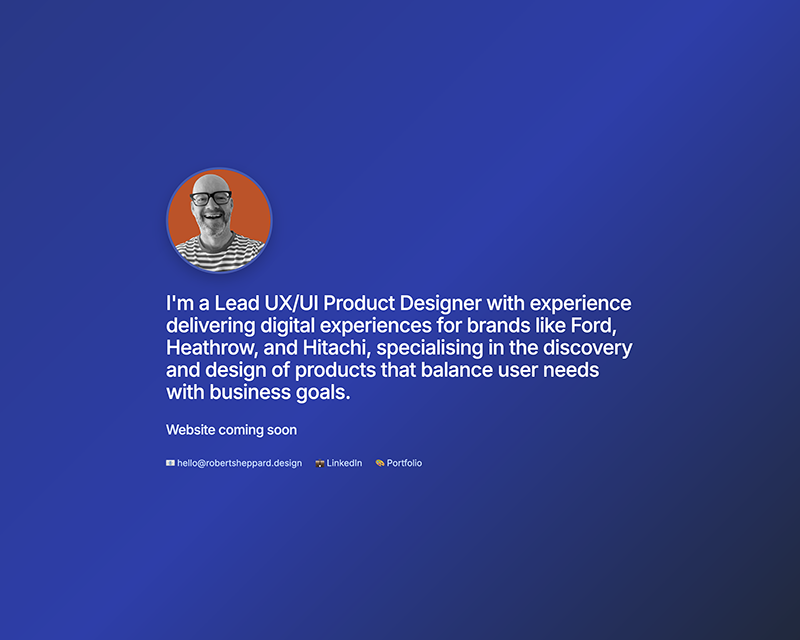 I'm a Lead UX/UI Product Designer with experience
delivering digital experiences for brands like Ford,
Heathrow, and Hitachi, specialising in the discovery
and design of products that balance user needs
with business goals.
Website coming soon
📧 hello@robertsheppard.design 💼 LinkedIn 🎨 Portfolio